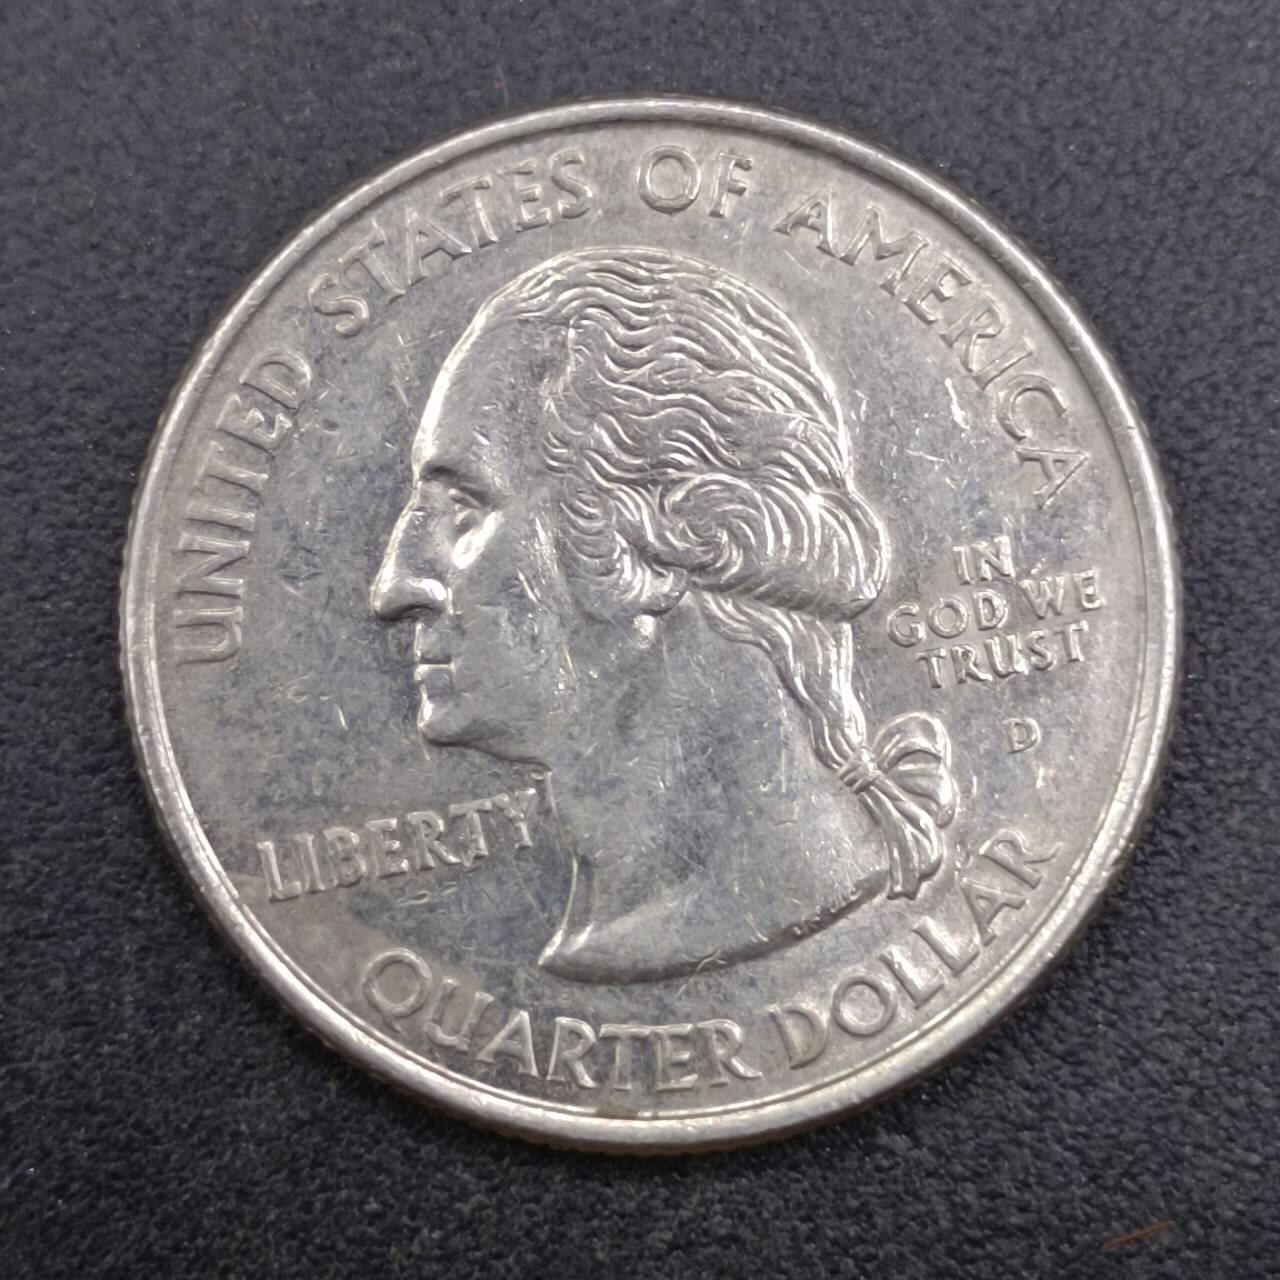 UNITED STATES OF AMERICA
IN
GOD WE
TRUST
D
LIBERTY
QUARTER DOLLAR